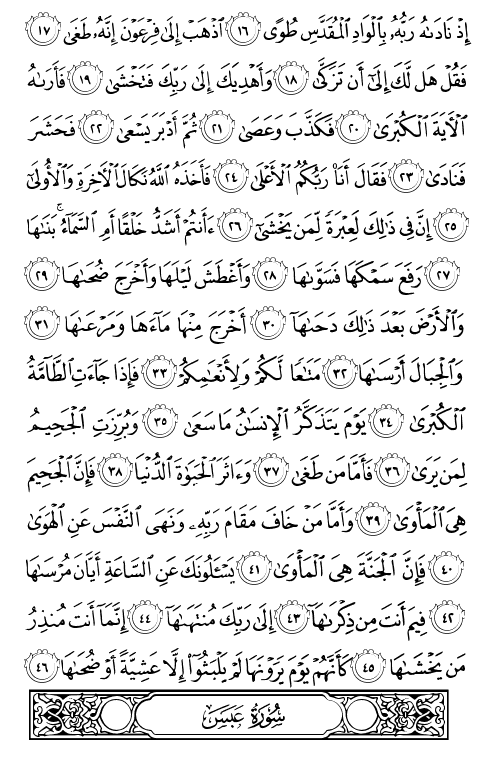 إِذْ نَادَىٰهُ رَبُّهُۥ بِٱلْوَادِ ٱلْمُقَدَّسِ طُوًى ١٦ ٱذْهَبْ إِلَىٰ فِرْعَوْنَ إِنَّهُۥ طَغَىٰ ١٧
فَقُلْ هَل لَّكَ إِلَىٰٓ أَن تَزَكَّىٰ ١٨ وَأَهْدِيَكَ إِلَىٰ رَبِّكَ فَتَخْشَىٰ ١٩ فَأَرَىٰهُ
ٱلْأَيَةَ ٱلْكُبْرَىٰ ٢٠ فَكَذَّبَ وَعَصَىٰ ٢١ ثُمَّ أَدْبَرَ يَسْعَىٰ ٢٢ فَحَشَرَ
فَنَادَىٰ ٢٣ فَقَالَ أَنَا۠ رَبُّكُمُ ٱلْأَعْلَىٰ ٢٤ فَأَخَذَهُ ٱللَّهُ نَكَالَ ٱلْأَخِرَةِ وَٱلْأُولَىٰٓ
٢٥ إِنَّ فِى ذَٰلِكَ لَعِبْرَةً لِّمَن يَخْشَىٰٓ ٢٦ ءَأَنتُمْ أَشَدُّ خَلْقًا أَمِ ٱلسَّمَآءُ ۚ بَنَىٰهَا
٢٧ رَفَعَ سَمْكَهَا فَسَوَّىٰهَا ٢٨ وَأَغْطَشَ لَيْلَهَا وَأَخْرَجَ ضُحَىٰهَا ٢٩
وَٱلْأَرْضَ بَعْدَ ذَٰلِكَ دَحَىٰهَآ ٣٠ أَخْرَجَ مِنْهَا مَآءَهَا وَمَرْعَىٰهَا ٣١
وَٱلْجِبَالَ أَرْسَىٰهَا ٣٢ مَتَٰعًا لَّكُمْ وَلِأَنْعَٰمِكُمْ ٣٣ فَإِذَا جَآءَتِ ٱلطَّآمَّةُ
ٱلْكُبْرَىٰ ٣٤ يَوْمَ يَتَذَكَّرُ ٱلْإِنسَٰنُ مَا سَعَىٰ ٣٥ وَبُرِّزَتِ ٱلْجَحِيمُ
لِمَن يَرَىٰ ٣٦ فَأَمَّا مَن طَغَىٰ ٣٧ وَءَاثَرَ ٱلْحَيَوٰةَ ٱلدُّنْيَا ٣٨ فَإِنَّ ٱلْجَحِيمَ
هِىَ ٱلْمَأْوَىٰ ٣٩ وَأَمَّا مَنْ خَافَ مَقَامَ رَبِّهِۦ وَنَهَى ٱلنَّفْسَ عَنِ ٱلْهَوَىٰ
٤٠ فَإِنَّ ٱلْجَنَّةَ هِىَ ٱلْمَأْوَىٰ ٤١ يَسْـَٔلُونَكَ عَنِ ٱلسَّاعَةِ أَيَّانَ مُرْسَىٰهَا
٤٢ فِيمَ أَنتَ مِن ذِكْرَىٰهَآ ٤٣ إِلَىٰ رَبِّكَ مُنتَهَىٰهَآ ٤٤ إِنَّمَآ أَنتَ مُنذِرُ
مَن يَخْشَىٰهَا ٤٥ كَأَنَّهُمْ يَوْمَ يَرَوْنَهَا لَمْ يَلْبَثُوٓا۟ إِلَّا عَشِيَّةً أَوْ ضُحَىٰهَا ٤٦
سُورَةُ عَبَسَ